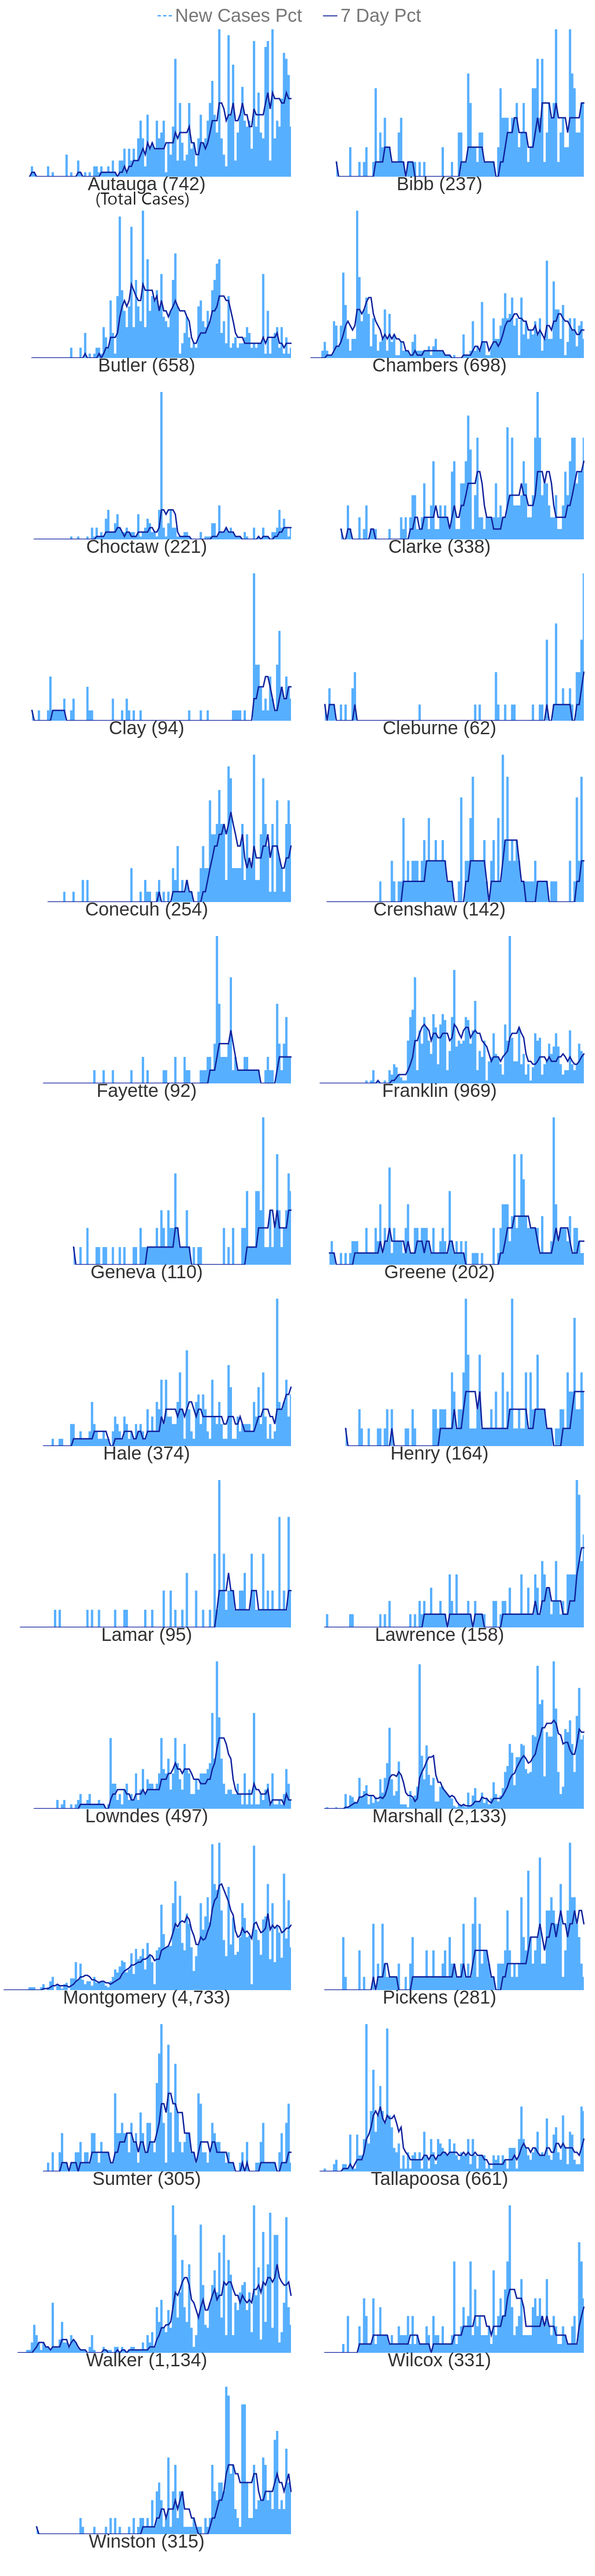 New Cases Pct 7 Day Pct
Autauga (742) Bibb (237)
(Total Cases)
Butler (658) Chambers (698)
Choctaw (221) Clarke (338)
Clay (94) Cleburne (62)
Conecuh (254) Crenshaw (142)
Fayette (92) Franklin (969)
Geneva (110) Greene (202)
Hale (374) Henry (164)
Lamar (95) Lawrence (158)
Lowndes (497) Marshall (2,133)
Montgomery (4,733) Pickens (281)
Sumter (305) Tallapoosa (661)
Walker (1,134) Wilcox (331)
Winston (315)